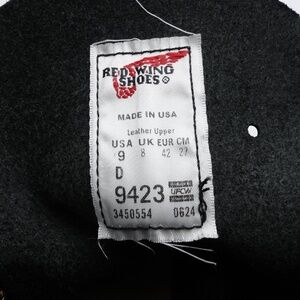 RED WING
SHOES
MADE IN USA
Leather Upper
USA UK EUR CM
9 8 42 27
D
9423 UFCW
3450554 0624